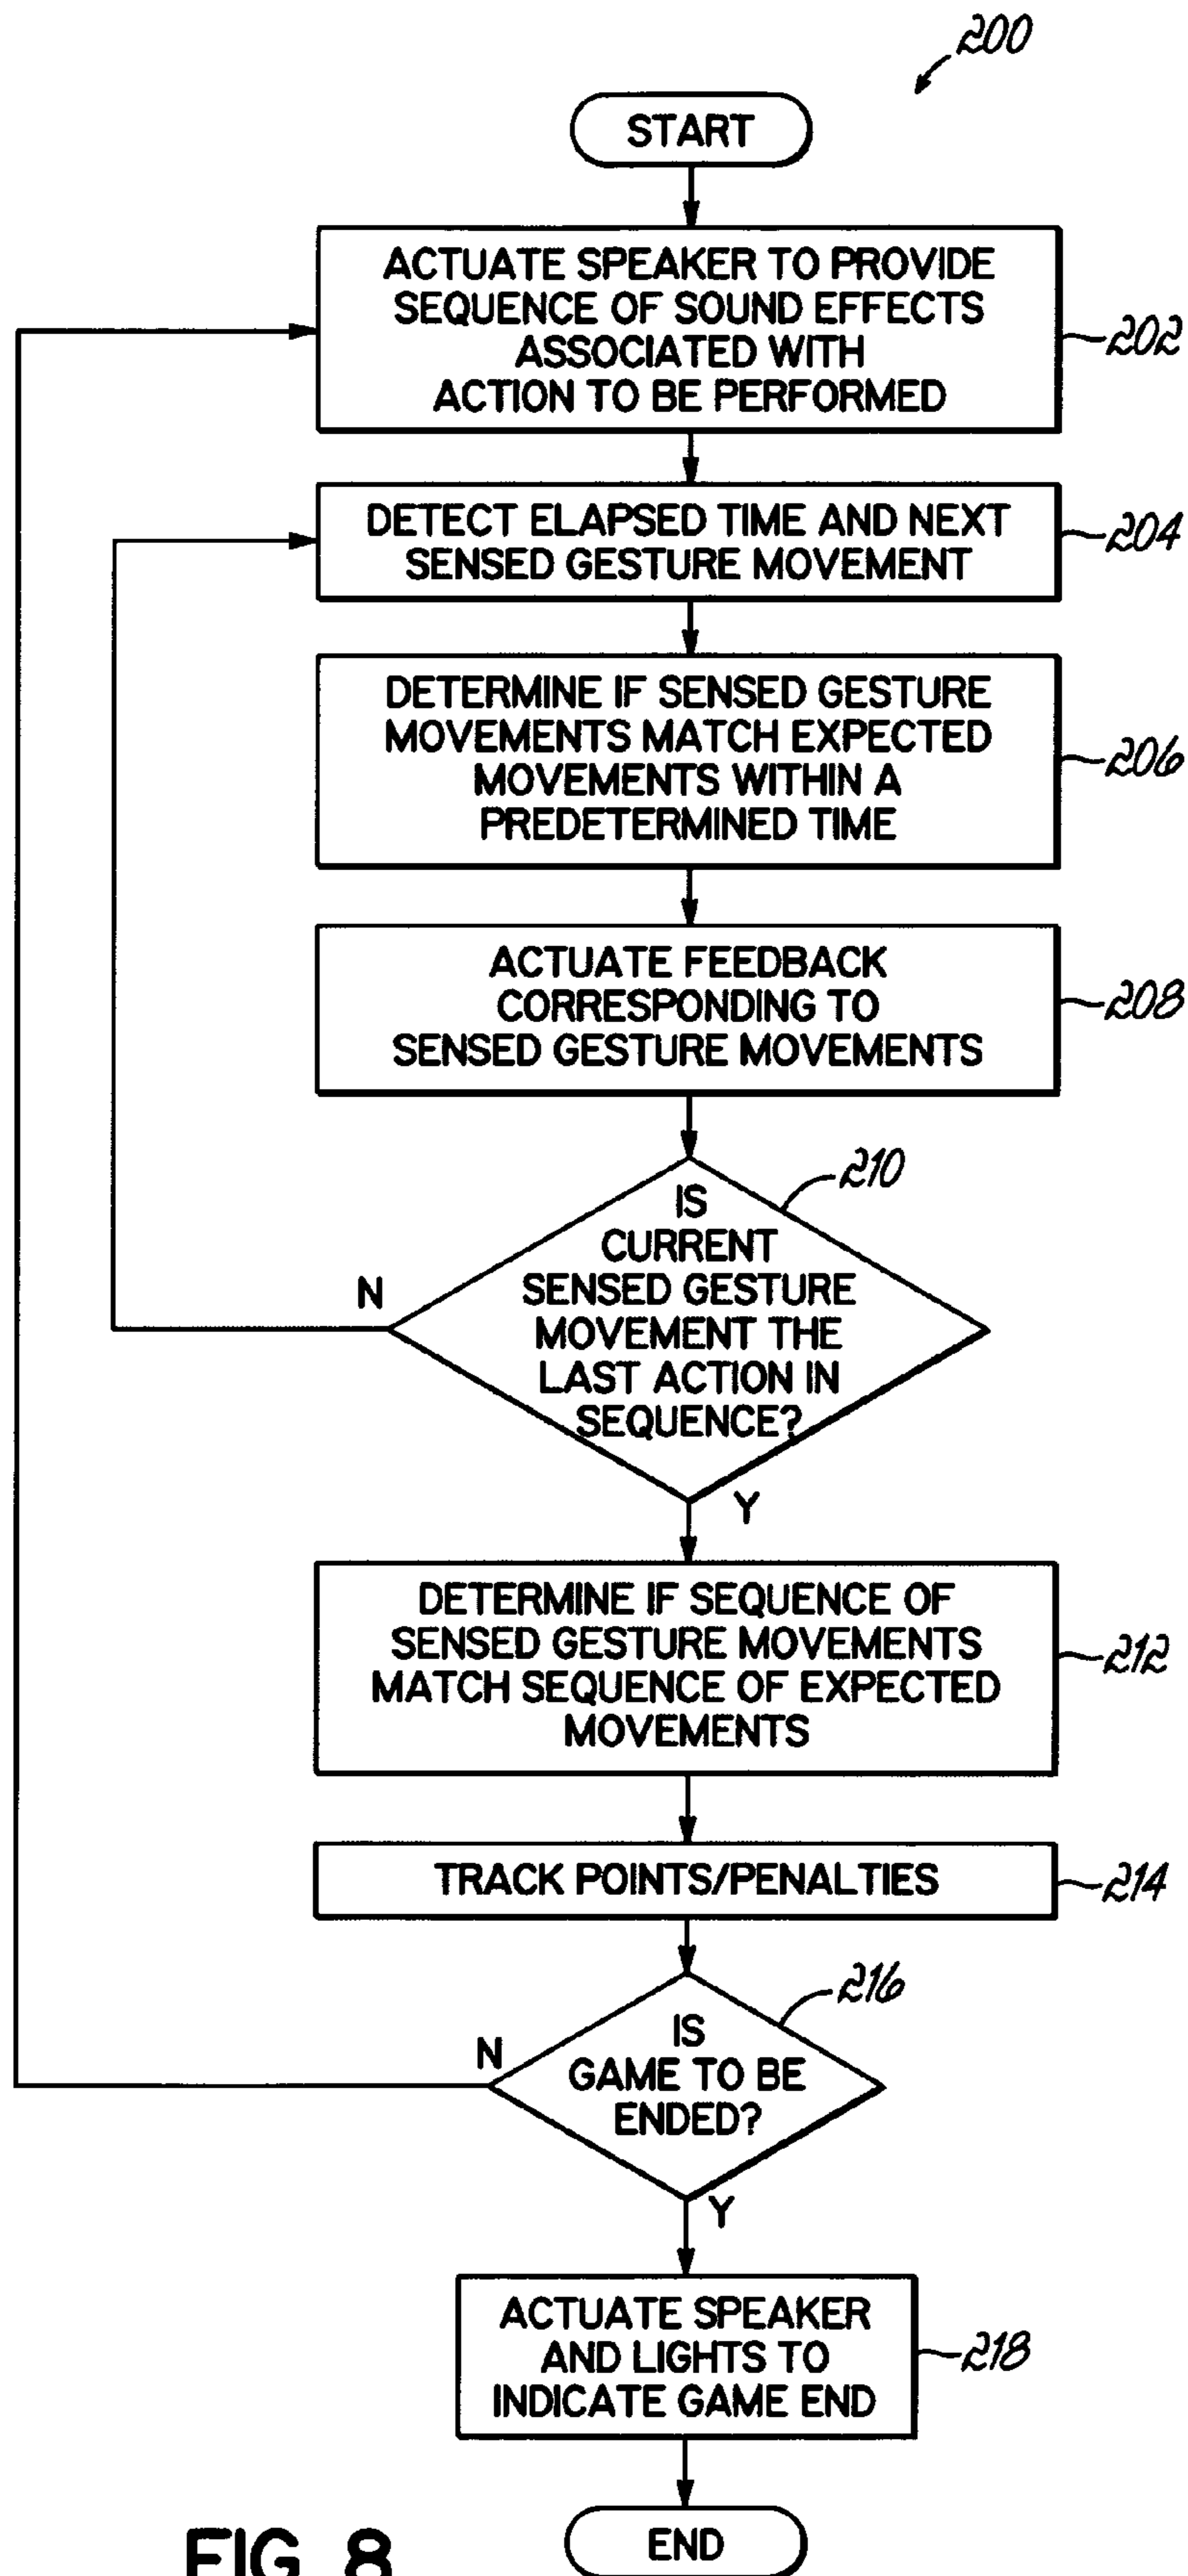 200
START
ACTUATE SPEAKER TO PROVIDE
SEQUENCE OF SOUND EFFECTS
ASSOCIATED WITH
ACTION TO BE PERFORMED
202
DETECT ELAPSED TIME AND NEXT
SENSED GESTURE MOVEMENT
204
DETERMINE IF SENSED GESTURE
MOVEMENTS MATCH EXPECTED
MOVEMENTS WITHIN A
PREDETERMINED TIME
206
ACTUATE FEEDBACK
CORRESPONDING TO
SENSED GESTURE MOVEMENTS
208
210
IS
CURRENT
SENSED GESTURE
MOVEMENT THE
LAST ACTION IN
SEQUENCE?
N
Y
DETERMINE IF SEQUENCE OF
SENSED GESTURE MOVEMENTS
MATCH SEQUENCE OF EXPECTED
MOVEMENTS
212
TRACK POINTS/PENALTIES
214
216
IS
GAME TO BE
ENDED?
N
Y
ACTUATE SPEAKER
AND LIGHTS TO
INDICATE GAME END
218
END
FIG. 8